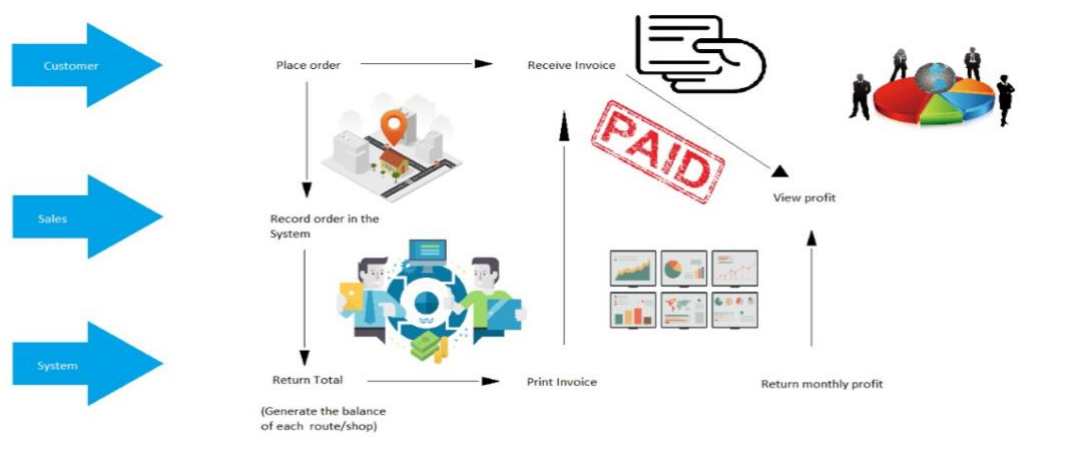 Customer
Place order
Receive Invoice
PAID
View profit
Sales
Record order in the
System
System
Return Total
Print Invoice
Return monthly profit
(Generate the balance
of each route/shop)